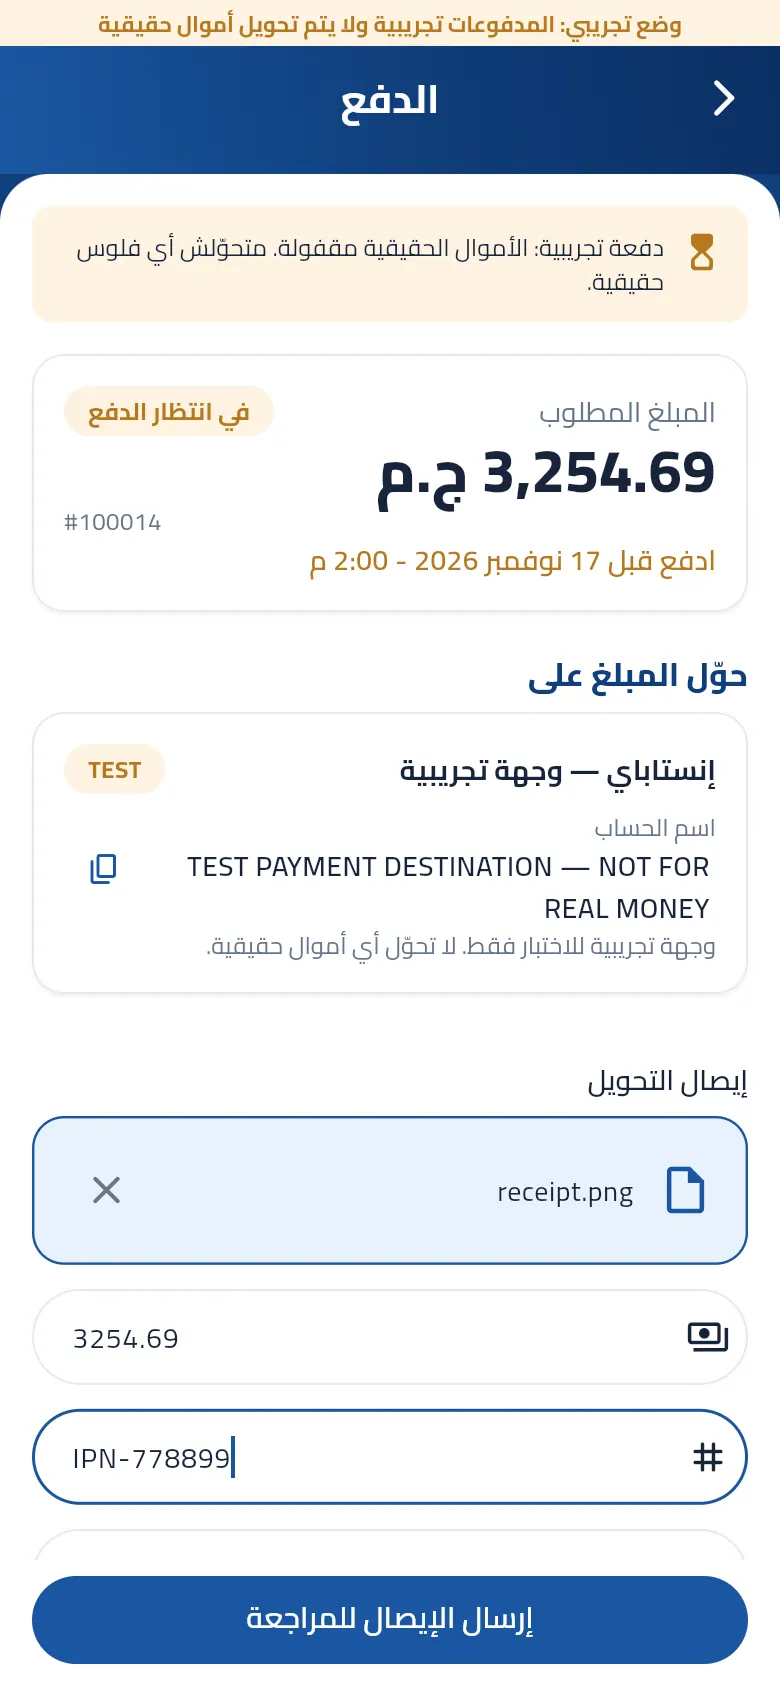 وضع تجريبي: المدفوعات تجريبية ولا يتم تحويل أموال حقيقية
الدفع
دفعة تجريبية: الأموال الحقيقية مقفولة. متحوّلش أي فلوس
حقيقية.
المبلغ المطلوب
في انتظار الدفع
3,254.69 ج.م
#100014
ادفع قبل 17 نوفمبر 2026 - 2:00 م
حوّل المبلغ على
إنستاباي — وجهة تجريبية
TEST
اسم الحساب
TEST PAYMENT DESTINATION — NOT FOR
REAL MONEY
وجهة تجريبية للاختبار فقط. لا تحوّل أي أموال حقيقية.
إيصال التحويل
receipt.png
3254.69
IPN-778899
إرسال الإيصال للمراجعة